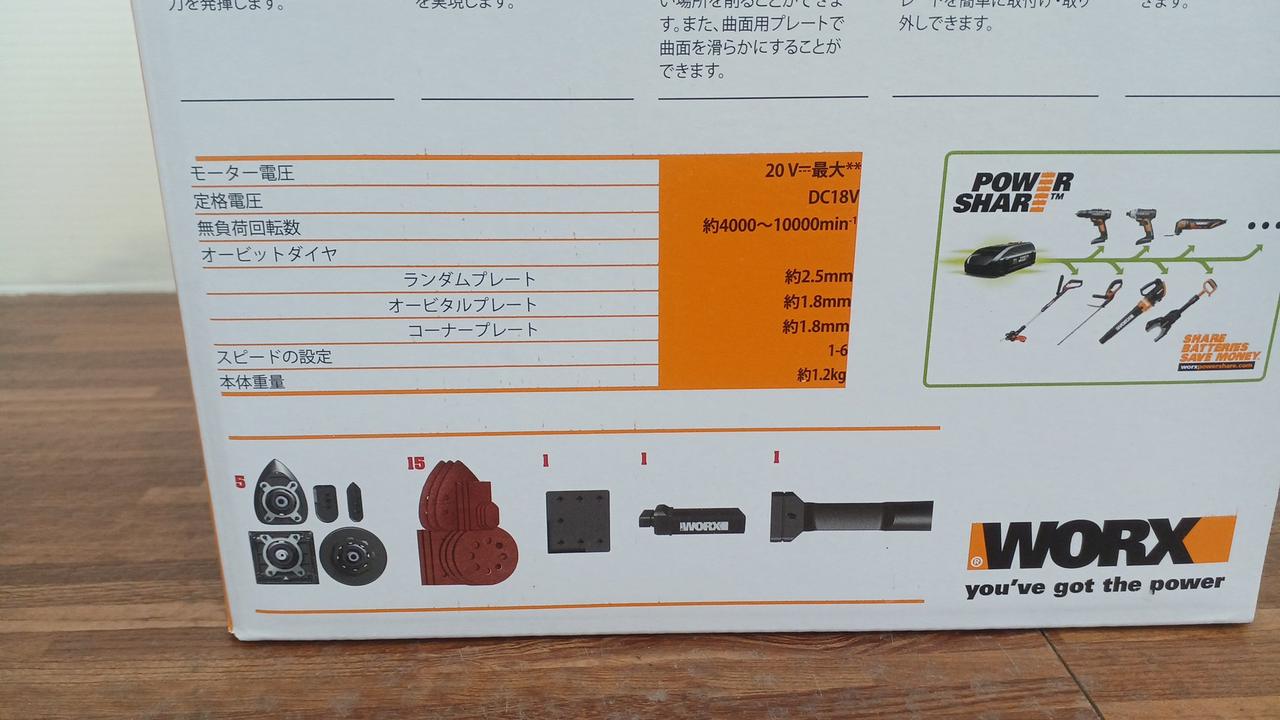 力を発揮します。
を実現します。
い場所を削ることができま
す。また、曲面用プレートで
曲面を滑らかにすることが
できます。
レートを簡単に取付け・取り
外しできます。
きます。
モーター電圧 20 V⎓最大**
定格電圧 DC18V
無負荷回転数 約4000～10000min-1
オービットダイヤ
ランダムプレート 約2.5mm
オービタルプレート 約1.8mm
コーナープレート 約1.8mm
スピードの設定 1-6
本体重量 約1.2kg
POWER
SHARE™
SHARE
BATTERIES
SAVE MONEY.
worxpowershare.com
5
15
1
1
1
WORX
WORX®
you've got the power